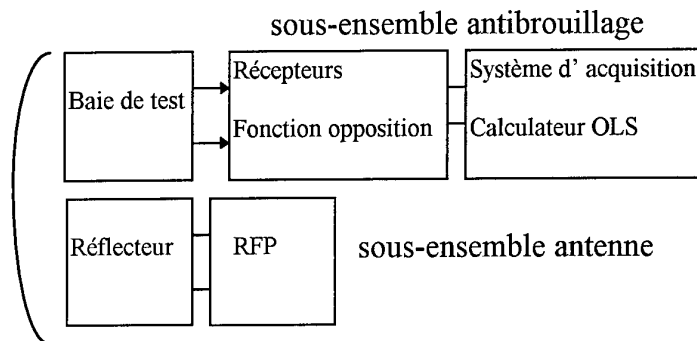 sous-ensemble antibrouillage
Baie de test
Récepteurs
Fonction opposition
Système d' acquisition
Calculateur OLS
Réflecteur
RFP
sous-ensemble antenne